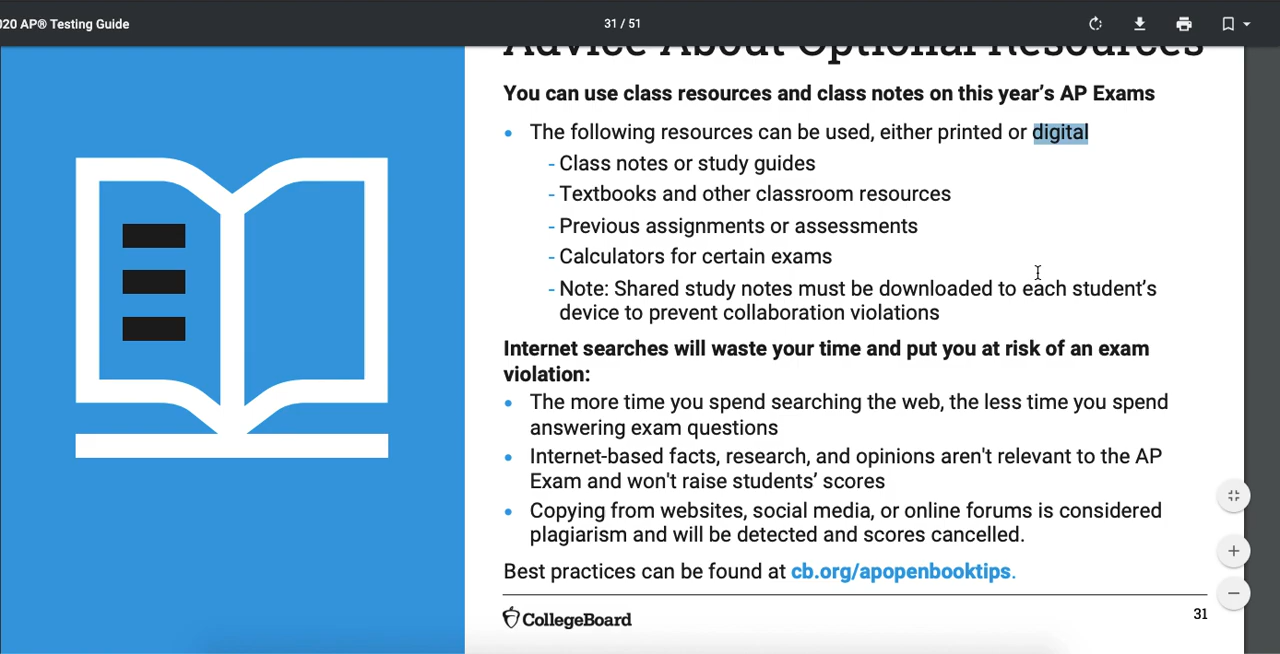 020 AP® Testing Guide
31 / 51
Advice About Optional Resources
You can use class resources and class notes on this year's AP Exams
• The following resources can be used, either printed or digital
- Class notes or study guides
- Textbooks and other classroom resources
- Previous assignments or assessments
- Calculators for certain exams
- Note: Shared study notes must be downloaded to each student's
device to prevent collaboration violations
Internet searches will waste your time and put you at risk of an exam
violation:
• The more time you spend searching the web, the less time you spend
answering exam questions
• Internet-based facts, research, and opinions aren't relevant to the AP
Exam and won't raise students' scores
• Copying from websites, social media, or online forums is considered
plagiarism and will be detected and scores cancelled.
Best practices can be found at cb.org/apopenbooktips.
CollegeBoard
31